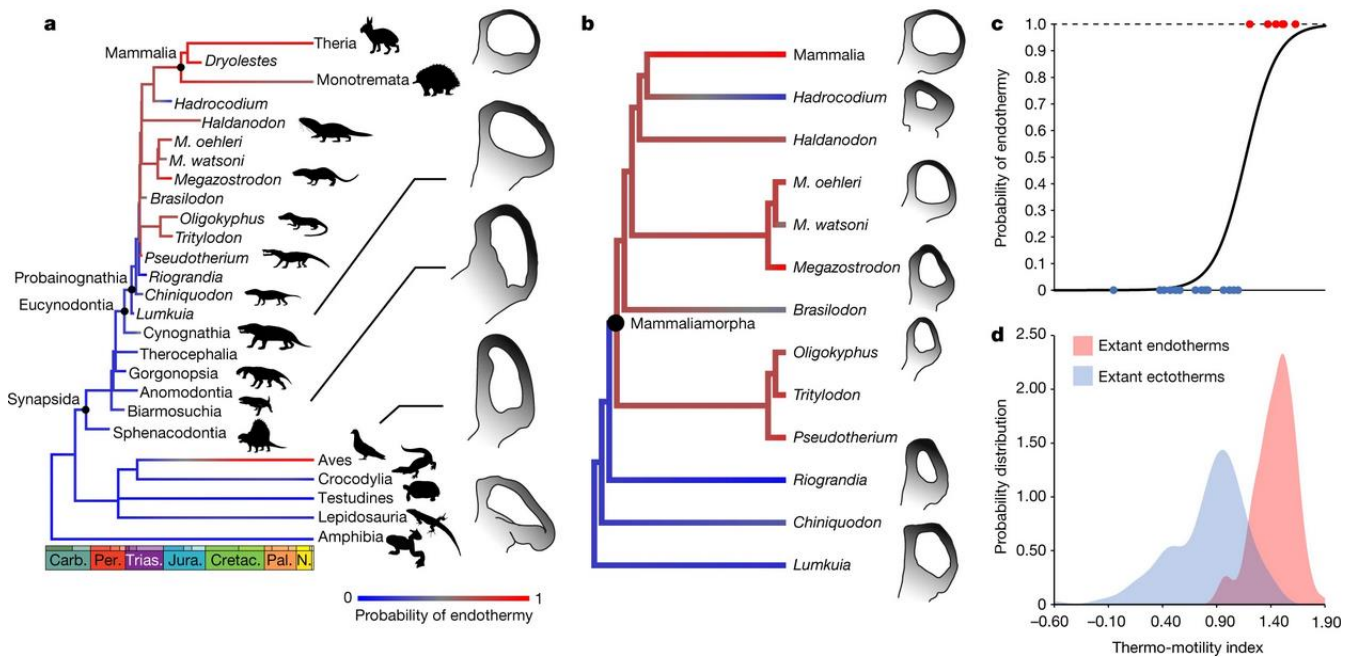 a
Mammalia
Theria
Dryolestes
Monotremata
Hadrocodium
Haldanodon
M. oehleri
M. watsoni
Megazostrodon
Brasilodon
Oligokyphus
Tritylodon
Pseudotherium
Probainognathia
Riograndia
Eucynodontia
Chiniquodon
Lumkuia
Cynognathia
Therocephalia
Gorgonopsia
Synapsida
Anomodontia
Biarmosuchia
Sphenacodontia
Aves
Crocodylia
Testudines
Lepidosauria
Amphibia
Carb. Per. Trias. Jura. Cretac. Pal. N.
0 1
Probability of endothermy
b
Mammalia
Hadrocodium
Haldanodon
M. oehleri
M. watsoni
Megazostrodon
Brasilodon
Mammaliamorpha
Oligokyphus
Tritylodon
Pseudotherium
Riograndia
Chiniquodon
Lumkuia
c
Probability of endothermy
1.0
0.9
0.8
0.7
0.6
0.5
0.4
0.3
0.2
0.1
0
d
Probability distribution
2.50
2.00
1.50
1.00
0.50
0
Extant endotherms
Extant ectotherms
−0.60 −0.10 0.40 0.90 1.40 1.90
Thermo-motility index